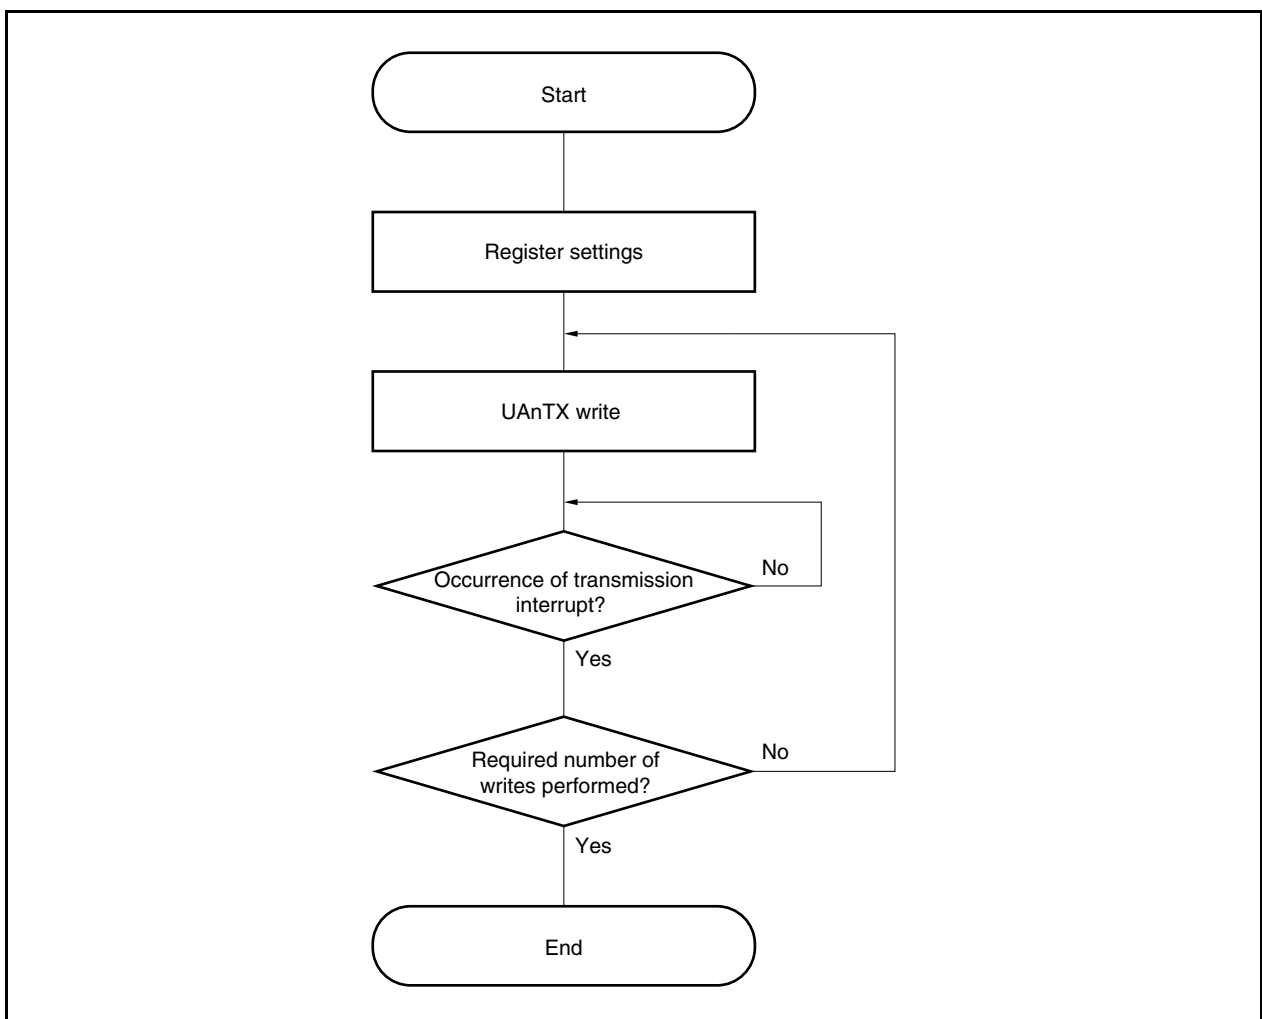 Start
Register settings
UAnTX write
Occurrence of transmission
interrupt?
No
Yes
Required number of
writes performed?
No
Yes
End